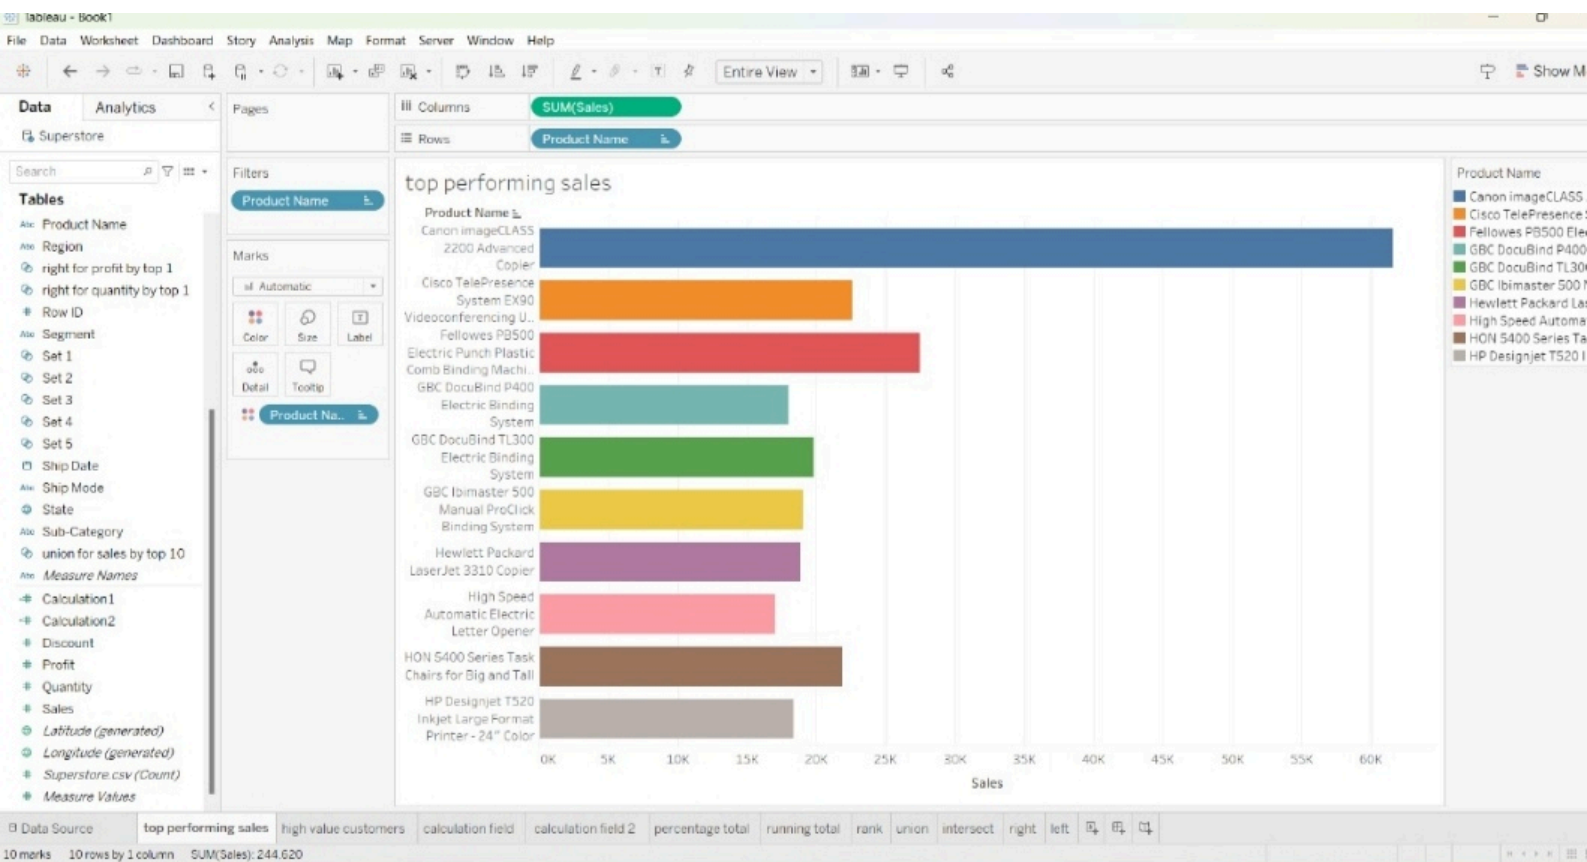 Tableau - Book1
File Data Worksheet Dashboard Story Analysis Map Format Server Window Help
Entire View
Show M
Data Analytics
Superstore
Search
Tables
Abc Product Name
Abc Region
right for profit by top 1
right for quantity by top 1
# Row ID
Abc Segment
Set 1
Set 2
Set 3
Set 4
Set 5
Ship Date
Abc Ship Mode
State
Abc Sub-Category
union for sales by top 10
Abc Measure Names
Calculation1
Calculation2
Discount
Profit
Quantity
Sales
Latitude (generated)
Longitude (generated)
Superstore.csv (Count)
Measure Values
Pages
Filters
Product Name
Marks
Automatic
Color Size Label
Detail Tooltip
Product Na..
Columns SUM(Sales)
Rows Product Name
top performing sales
Product Name
Canon imageCLASS
2200 Advanced
Copier
Cisco TelePresence
System EX90
Videoconferencing U..
Fellowes PB500
Electric Punch Plastic
Comb Binding Machi..
GBC DocuBind P400
Electric Binding
System
GBC DocuBind TL300
Electric Binding
System
GBC Ibimaster 500
Manual ProClick
Binding System
Hewlett Packard
LaserJet 3310 Copier
High Speed
Automatic Electric
Letter Opener
HON 5400 Series Task
Chairs for Big and Tall
HP Designjet T520
Inkjet Large Format
Printer - 24" Color
0K 5K 10K 15K 20K 25K 30K 35K 40K 45K 50K 55K 60K
Sales
Product Name
Canon imageCLASS
Cisco TelePresence S
Fellowes PB500 Elec
GBC DocuBind P400
GBC DocuBind TL300
GBC Ibimaster 500 M
Hewlett Packard Las
High Speed Automa
HON 5400 Series Ta
HP Designjet T520 I
Data Source top performing sales high value customers calculation field calculation field 2 percentage total running total rank union intersect right left
10 marks 10 rows by 1 column SUM(Sales): 244,620